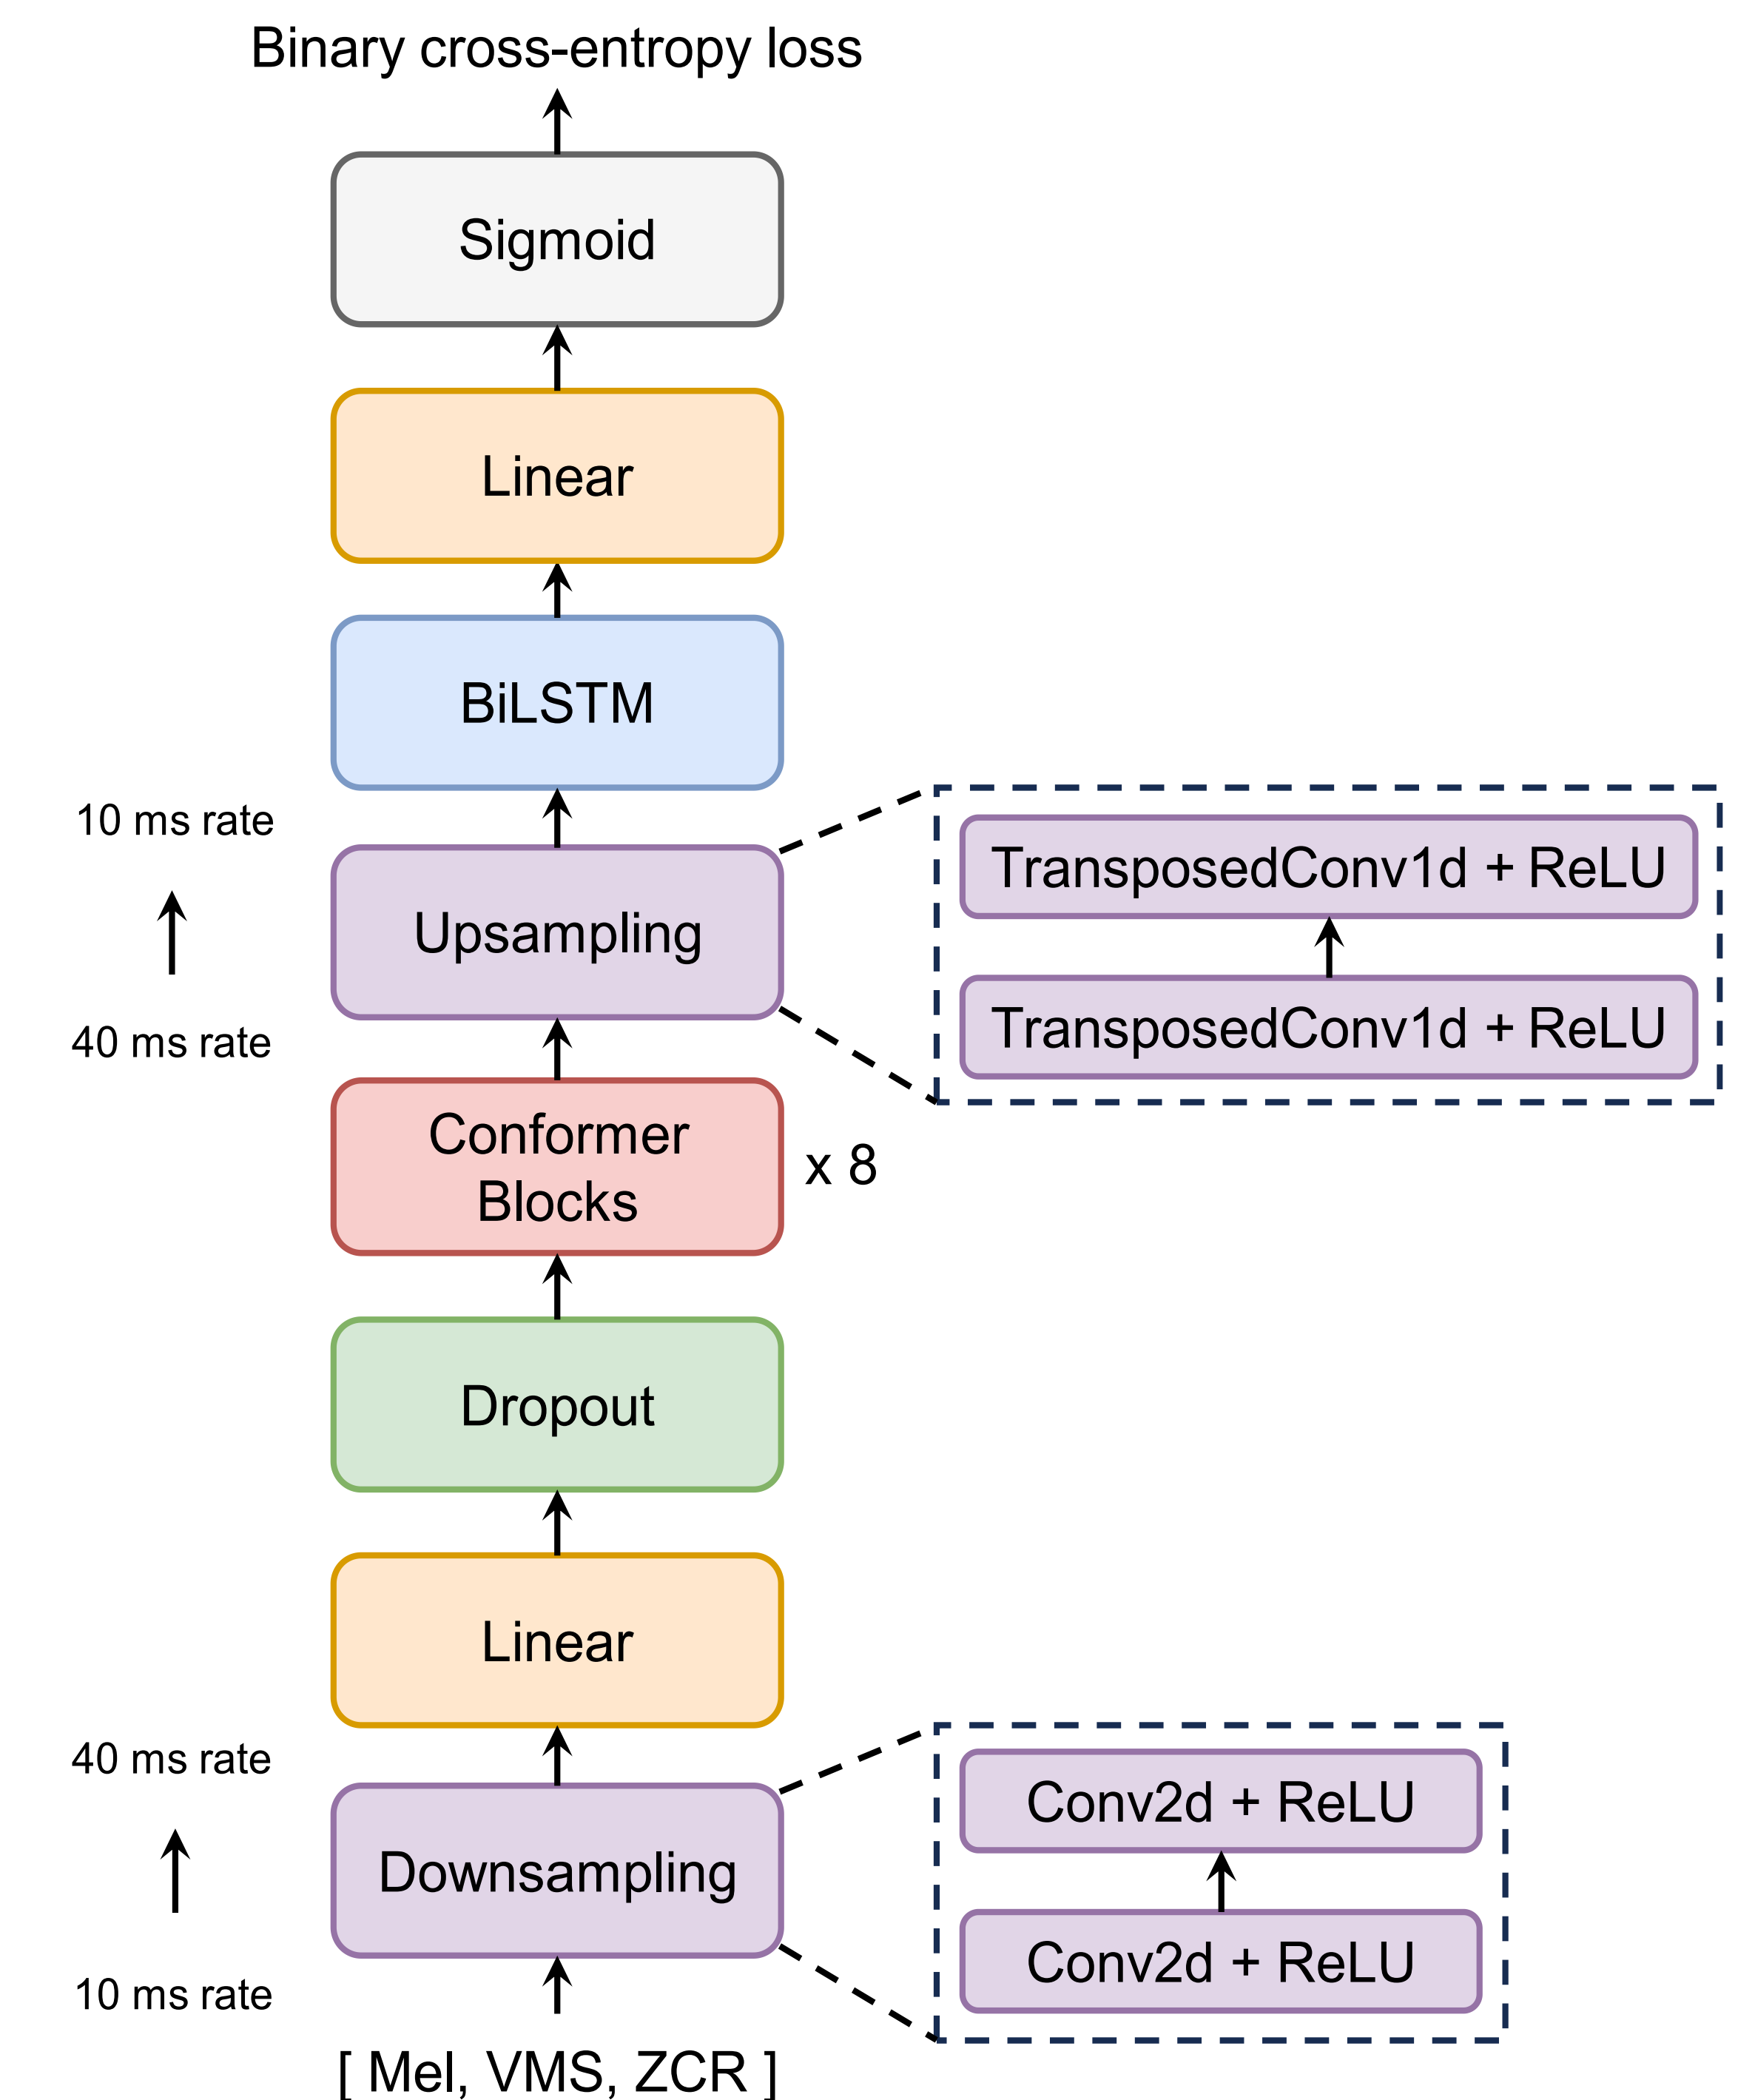 Binary cross-entropy loss
Sigmoid
Linear
BiLSTM
10 ms rate
40 ms rate
Upsampling
TransposedConv1d + ReLU
TransposedConv1d + ReLU
Conformer
Blocks
x 8
Dropout
Linear
40 ms rate
10 ms rate
Downsampling
Conv2d + ReLU
Conv2d + ReLU
[ Mel, VMS, ZCR ]